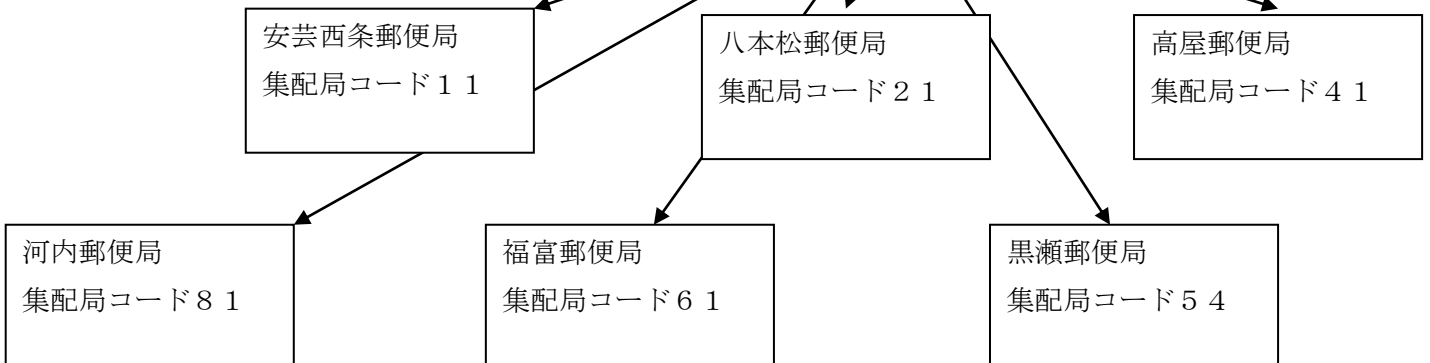 安芸西条郵便局
集配局コード１１
八本松郵便局
集配局コード２１
高屋郵便局
集配局コード４１
河内郵便局
集配局コード８１
福富郵便局
集配局コード６１
黒瀬郵便局
集配局コード５４